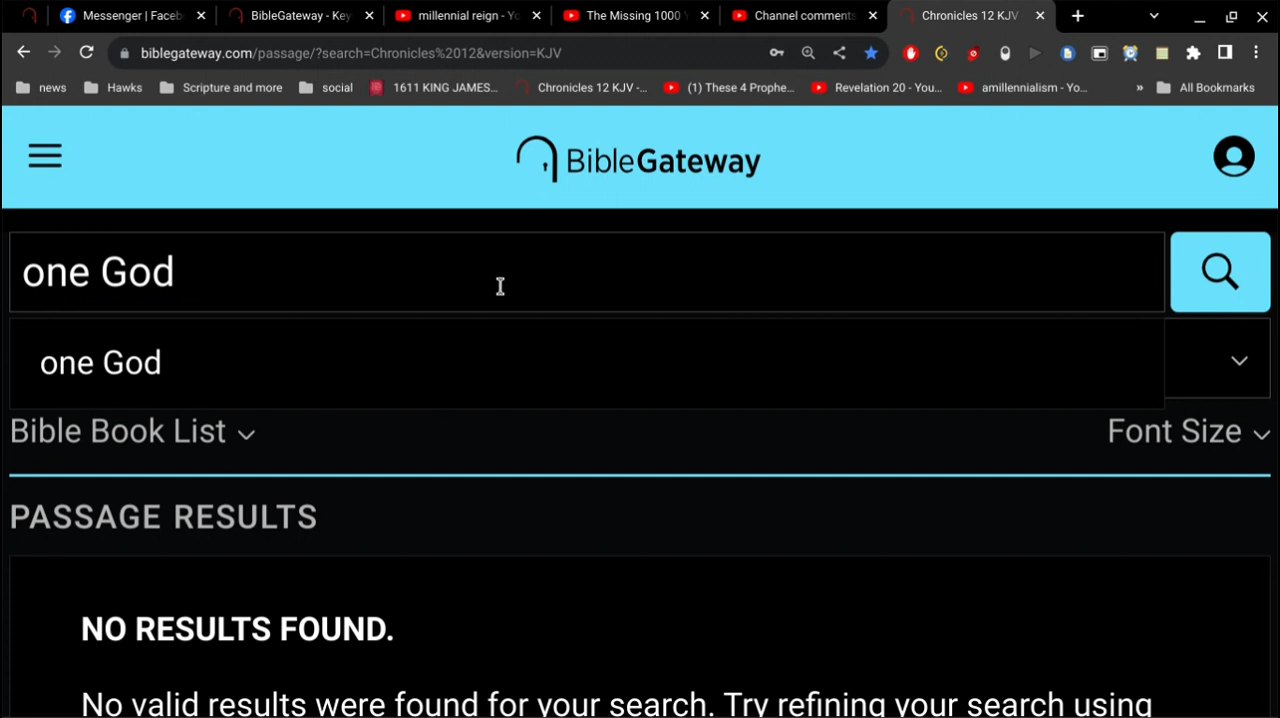 Messenger | Faceb
BibleGateway - Key
millennial reign - Yo
The Missing 1000 Y
Channel comments
Chronicles 12 KJV
biblegateway.com/passage/?search=Chronicles%2012&version=KJV
news
Hawks
Scripture and more
social
1611 KING JAMES...
Chronicles 12 KJV -...
(1) These 4 Prophe...
Revelation 20 - You...
amillennialism - Yo...
»
All Bookmarks
BibleGateway
one God
one God
Bible Book List
Font Size
PASSAGE RESULTS
NO RESULTS FOUND.
No valid results were found for your search. Try refining your search using